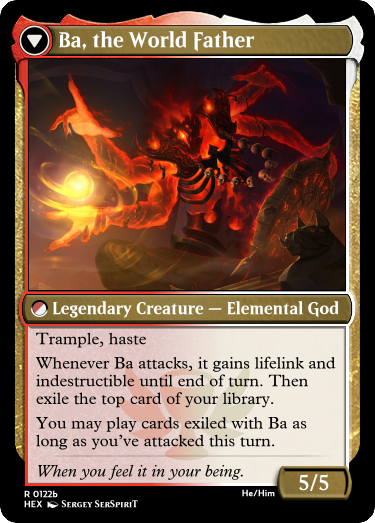 Ba, the World Father
Legendary Creature — Elemental God
Trample, haste
Whenever Ba attacks, it gains lifelink and
indestructible until end of turn. Then
exile the top card of your library.
You may play cards exiled with Ba as
long as you've attacked this turn.
When you feel it in your being.
5/5
R 0122b
He/Him
HEX Sergey SerSpiriT